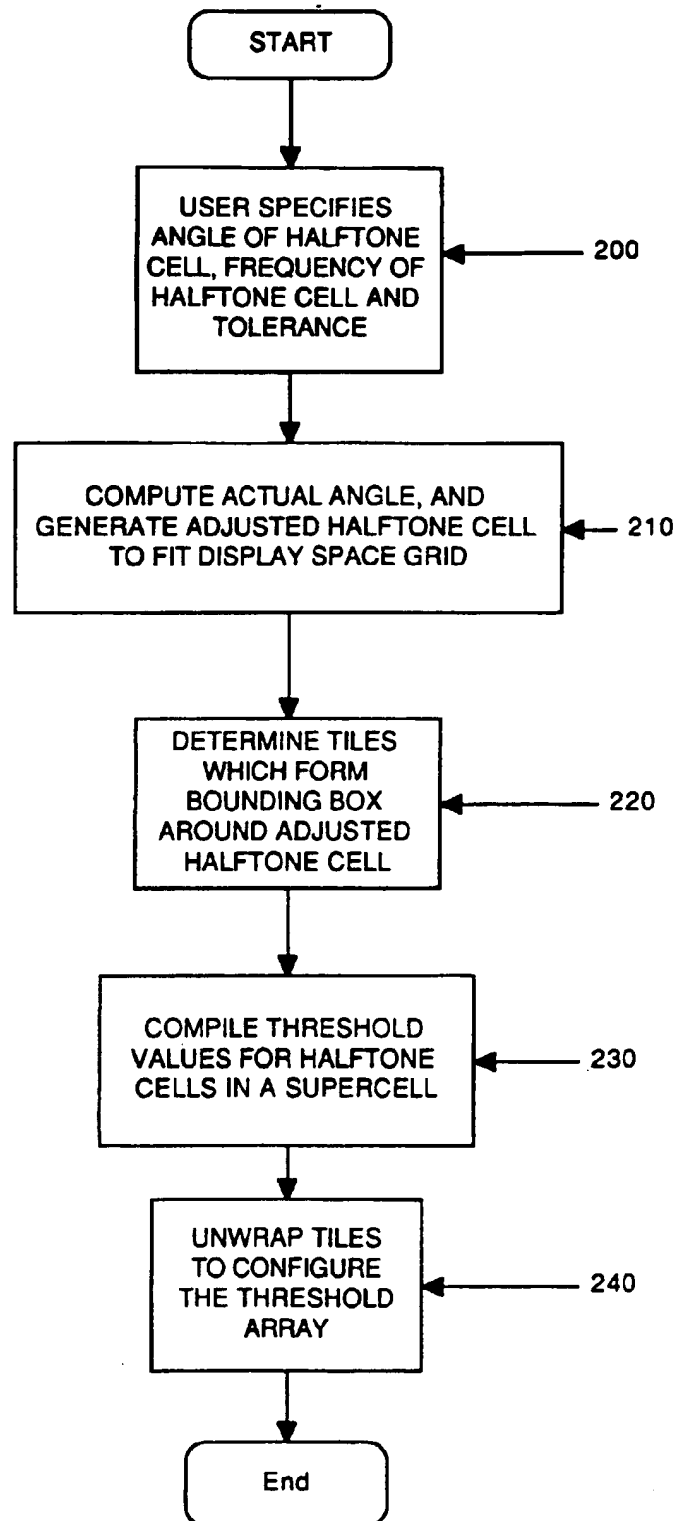 START
USER SPECIFIES
ANGLE OF HALFTONE
CELL, FREQUENCY OF
HALFTONE CELL AND
TOLERANCE
200
COMPUTE ACTUAL ANGLE, AND
GENERATE ADJUSTED HALFTONE CELL
TO FIT DISPLAY SPACE GRID
210
DETERMINE TILES
WHICH FORM
BOUNDING BOX
AROUND ADJUSTED
HALFTONE CELL
220
COMPILE THRESHOLD
VALUES FOR HALFTONE
CELLS IN A SUPERCELL
230
UNWRAP TILES
TO CONFIGURE
THE THRESHOLD
ARRAY
240
End